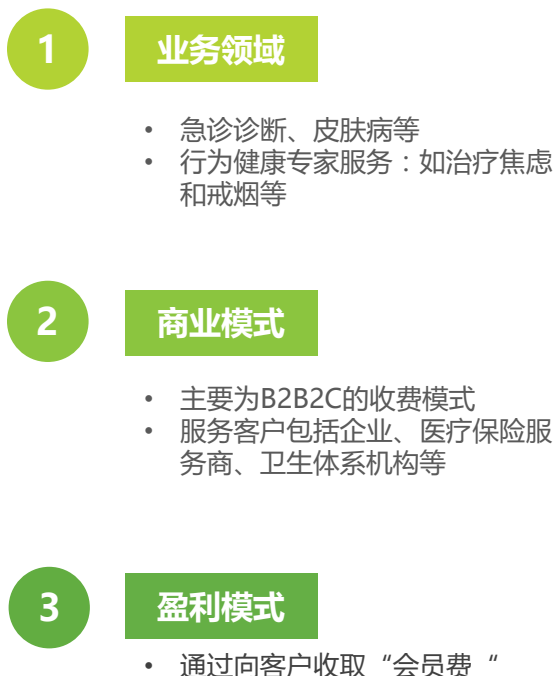 1 业务领域
• 急诊诊断、皮肤病等
• 行为健康专家服务：如治疗焦虑
和戒烟等
2 商业模式
• 主要为B2B2C的收费模式
• 服务客户包括企业、医疗保险服
务商、卫生体系机构等
3 盈利模式
• 通过向客户收取“会员费“